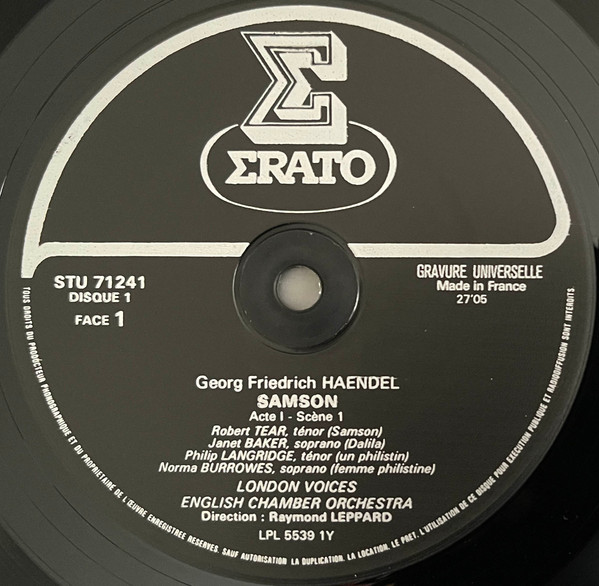 Σ
ΣRATO
STU 71241
DISQUE 1
FACE 1
GRAVURE UNIVERSELLE
Made in France
27'05
Georg Friedrich HAENDEL
SAMSON
Acte I - Scène 1
Robert TEAR, ténor (Samson)
Janet BAKER, soprano (Dalila)
Philip LANGRIDGE, ténor (un philistin)
Norma BURROWES, soprano (femme philistine)
LONDON VOICES
ENGLISH CHAMBER ORCHESTRA
Direction : Raymond LEPPARD
LPL 5539 1Y
TOUS DROITS DU PRODUCTEUR PHONOGRAPHIQUE ET DU PROPRIETAIRE DE L'ŒUVRE ENREGISTREE RESERVES. SAUF AUTORISATION LA DUPLICATION, LA LOCATION, LE PRET, L'UTILISATION DE CE DISQUE POUR EXECUTION PUBLIQUE ET RADIODIFFUSION SONT INTERDITS